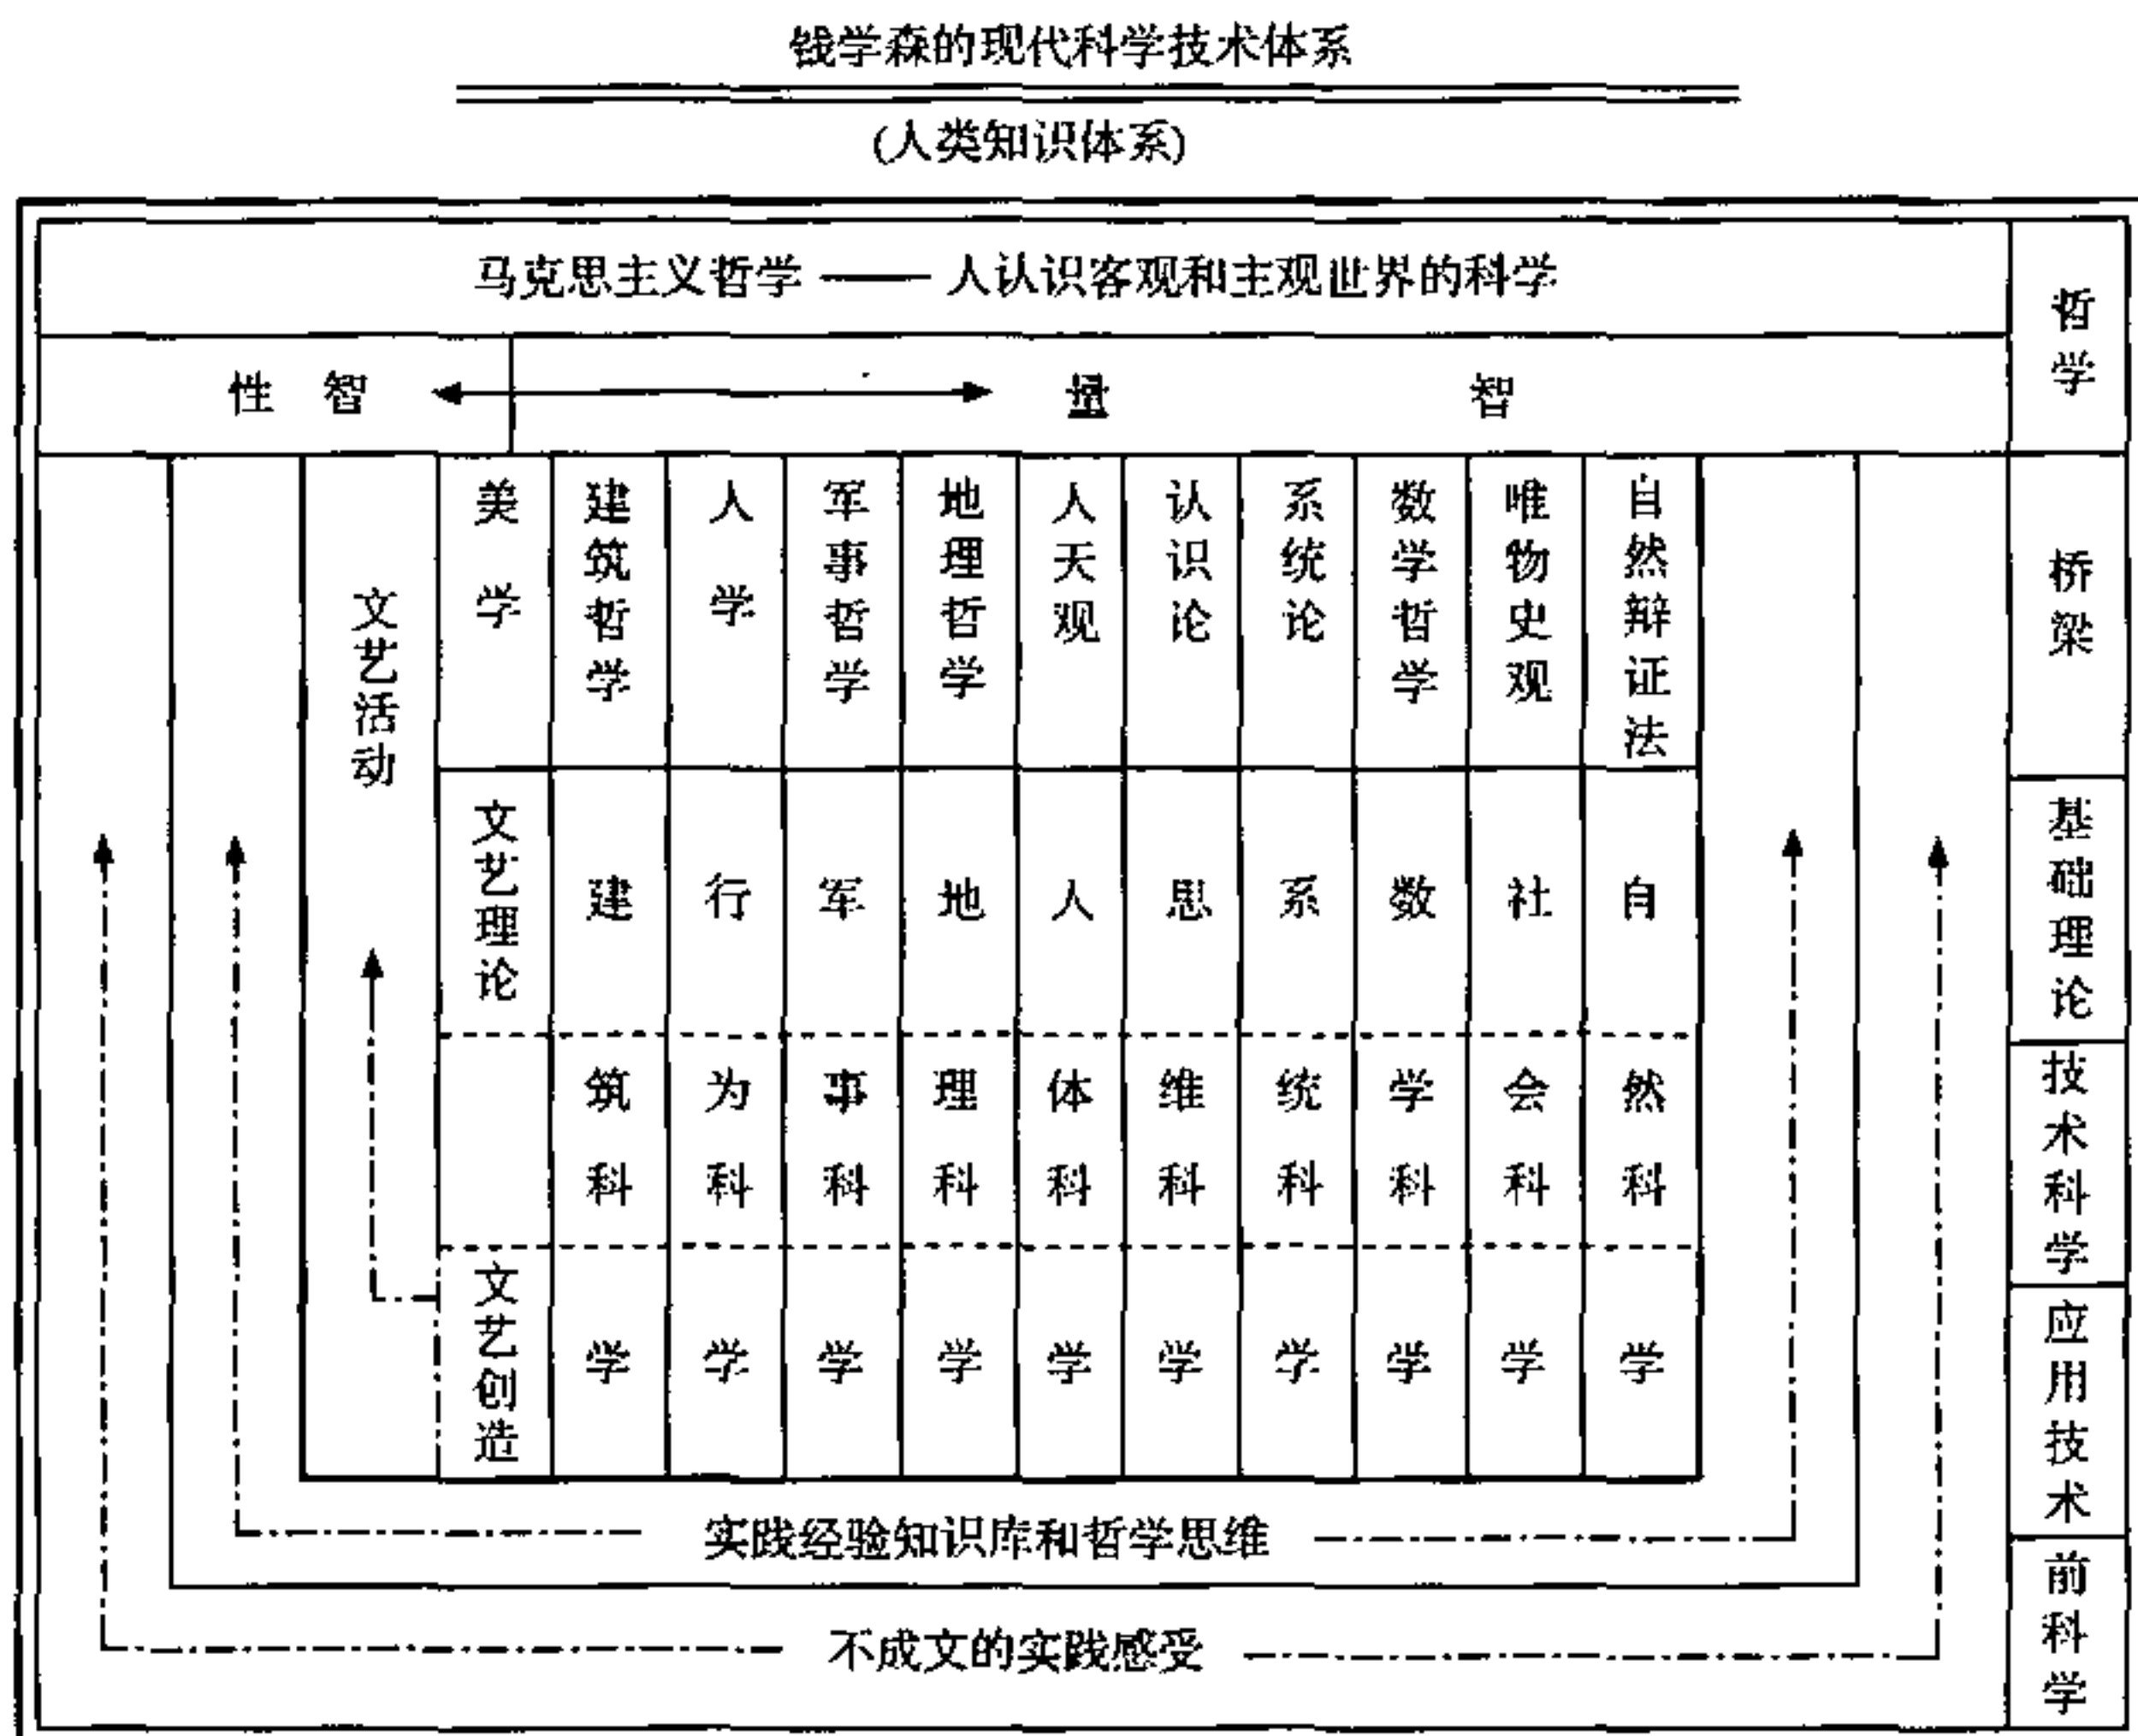 钱学森的现代科学技术体系
(人类知识体系)
马克思主义哲学 —— 人认识客观和主观世界的科学
哲学
性智
量智
文艺活动
美学
建筑哲学
人学
军事哲学
地理哲学
人天观
认识论
系统论
数学哲学
唯物史观
自然辩证法
桥梁
文艺理论
文艺创造
建筑科学
行为科学
军事科学
地理科学
人体科学
思维科学
系统科学
数学科学
社会科学
自然科学
基础理论
技术科学
应用技术
实践经验知识库和哲学思维
不成文的实践感受
前科学